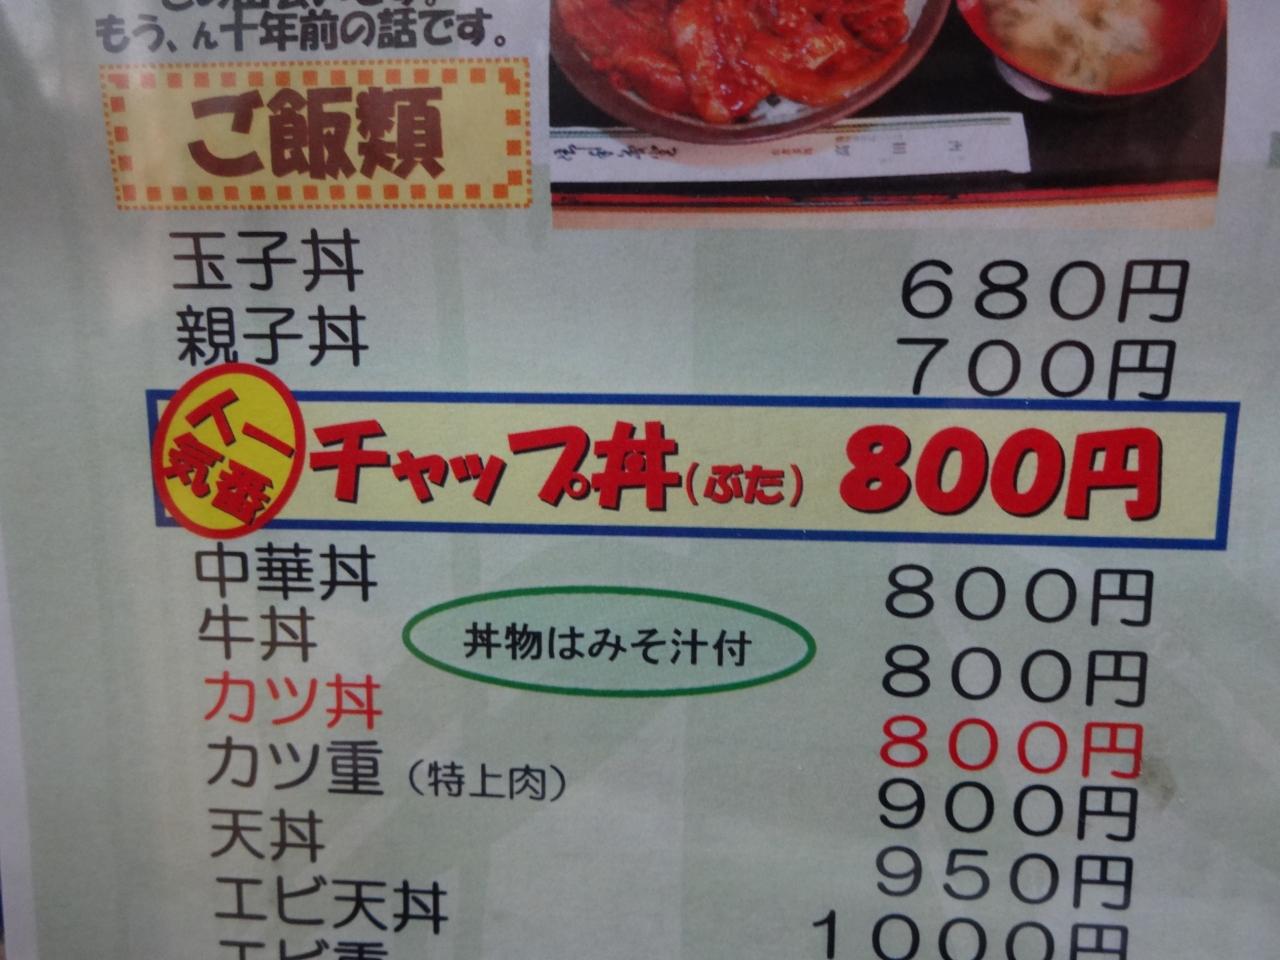 もう、ん十年前の話です。
ご飯類
玉子丼 680円
親子丼 700円
人気一番
チャップ丼(ぶた) 800円
中華丼 800円
牛丼 800円
丼物はみそ汁付
カツ丼 800円
カツ重(特上肉) 900円
天丼 950円
エビ天丼 1000円
エビ重